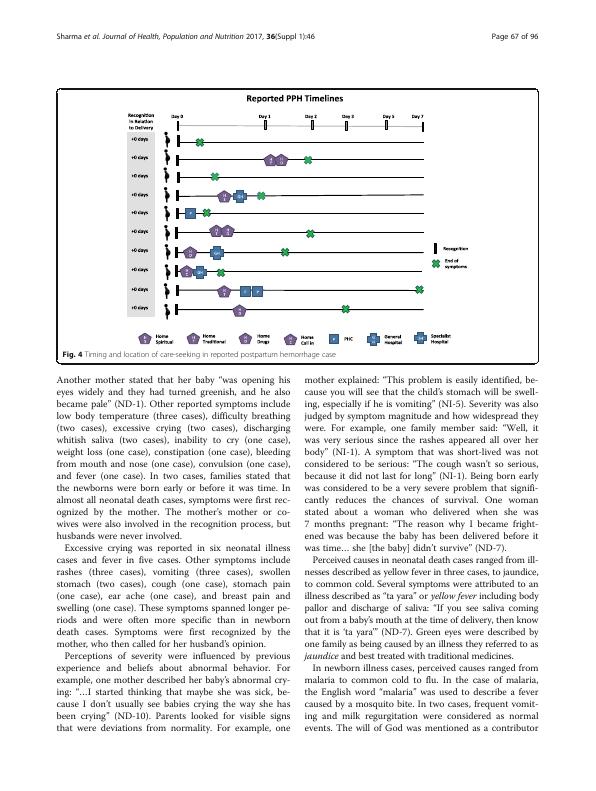 Sharma et al. Journal of Health, Population and Nutrition 2017, 36(Suppl 1):46
Page 67 of 96
Reported PPH Timelines
Recognition
in Relation
to Delivery
Day 0
Day 1
Day 2
Day 3
Day 5
Day 7
+0 days
+0 days
+0 days
+0 days
+0 days
+0 days
+0 days
+0 days
+0 days
+0 days
Recognition
End of
symptoms
Home
Spiritual
Home
Traditional
Home
Drugs
Home
Call in
PHC
General
Hospital
Specialist
Hospital
Fig. 4 Timing and location of care-seeking in reported postpartum hemorrhage case
Another mother stated that her baby “was opening his
eyes widely and they had turned greenish, and he also
became pale” (ND-1). Other reported symptoms include
low body temperature (three cases), difficulty breathing
(two cases), excessive crying (two cases), discharging
whitish saliva (two cases), inability to cry (one case),
weight loss (one case), constipation (one case), bleeding
from mouth and nose (one case), convulsion (one case),
and fever (one case). In two cases, families stated that
the newborns were born early or before it was time. In
almost all neonatal death cases, symptoms were first rec-
ognized by the mother. The mother’s mother or co-
wives were also involved in the recognition process, but
husbands were never involved.
Excessive crying was reported in six neonatal illness
cases and fever in five cases. Other symptoms include
rashes (three cases), vomiting (three cases), swollen
stomach (two cases), cough (one case), stomach pain
(one case), ear ache (one case), and breast pain and
swelling (one case). These symptoms spanned longer pe-
riods and were often more specific than in newborn
death cases. Symptoms were first recognized by the
mother, who then called for her husband’s opinion.
Perceptions of severity were influenced by previous
experience and beliefs about abnormal behavior. For
example, one mother described her baby’s abnormal cry-
ing: “…I started thinking that maybe she was sick, be-
cause I don’t usually see babies crying the way she has
been crying” (ND-10). Parents looked for visible signs
that were deviations from normality. For example, one
mother explained: “This problem is easily identified, be-
cause you will see that the child’s stomach will be swell-
ing, especially if he is vomiting” (NI-5). Severity was also
judged by symptom magnitude and how widespread they
were. For example, one family member said: “Well, it
was very serious since the rashes appeared all over her
body” (NI-1). A symptom that was short-lived was not
considered to be serious: “The cough wasn’t so serious,
because it did not last for long” (NI-1). Being born early
was considered to be a very severe problem that signifi-
cantly reduces the chances of survival. One woman
stated about a woman who delivered when she was
7 months pregnant: “The reason why I became fright-
ened was because the baby has been delivered before it
was time… she [the baby] didn’t survive” (ND-7).
Perceived causes in neonatal death cases ranged from ill-
nesses described as yellow fever in three cases, to jaundice,
to common cold. Several symptoms were attributed to an
illness described as “ta yara” or yellow fever including body
pallor and discharge of saliva: “If you see saliva coming
out from a baby’s mouth at the time of delivery, then know
that it is ‘ta yara’” (ND-7). Green eyes were described by
one family as being caused by an illness they referred to as
jaundice and best treated with traditional medicines.
In newborn illness cases, perceived causes ranged from
malaria to common cold to flu. In the case of malaria,
the English word “malaria” was used to describe a fever
caused by a mosquito bite. In two cases, frequent vomit-
ing and milk regurgitation were considered as normal
events. The will of God was mentioned as a contributor